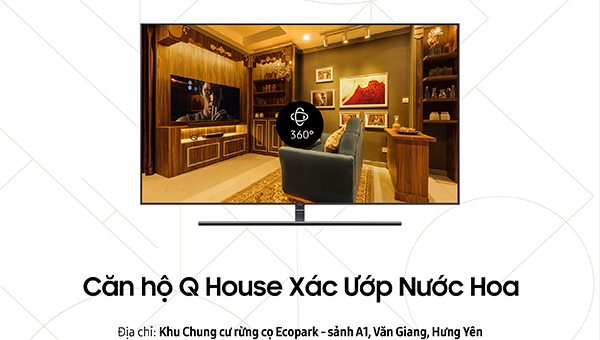 360°
Căn hộ Q House Xác Ướp Nước Hoa
Địa chỉ: Khu Chung cư rừng cọ Ecopark - sảnh A1, Văn Giang, Hưng Yên